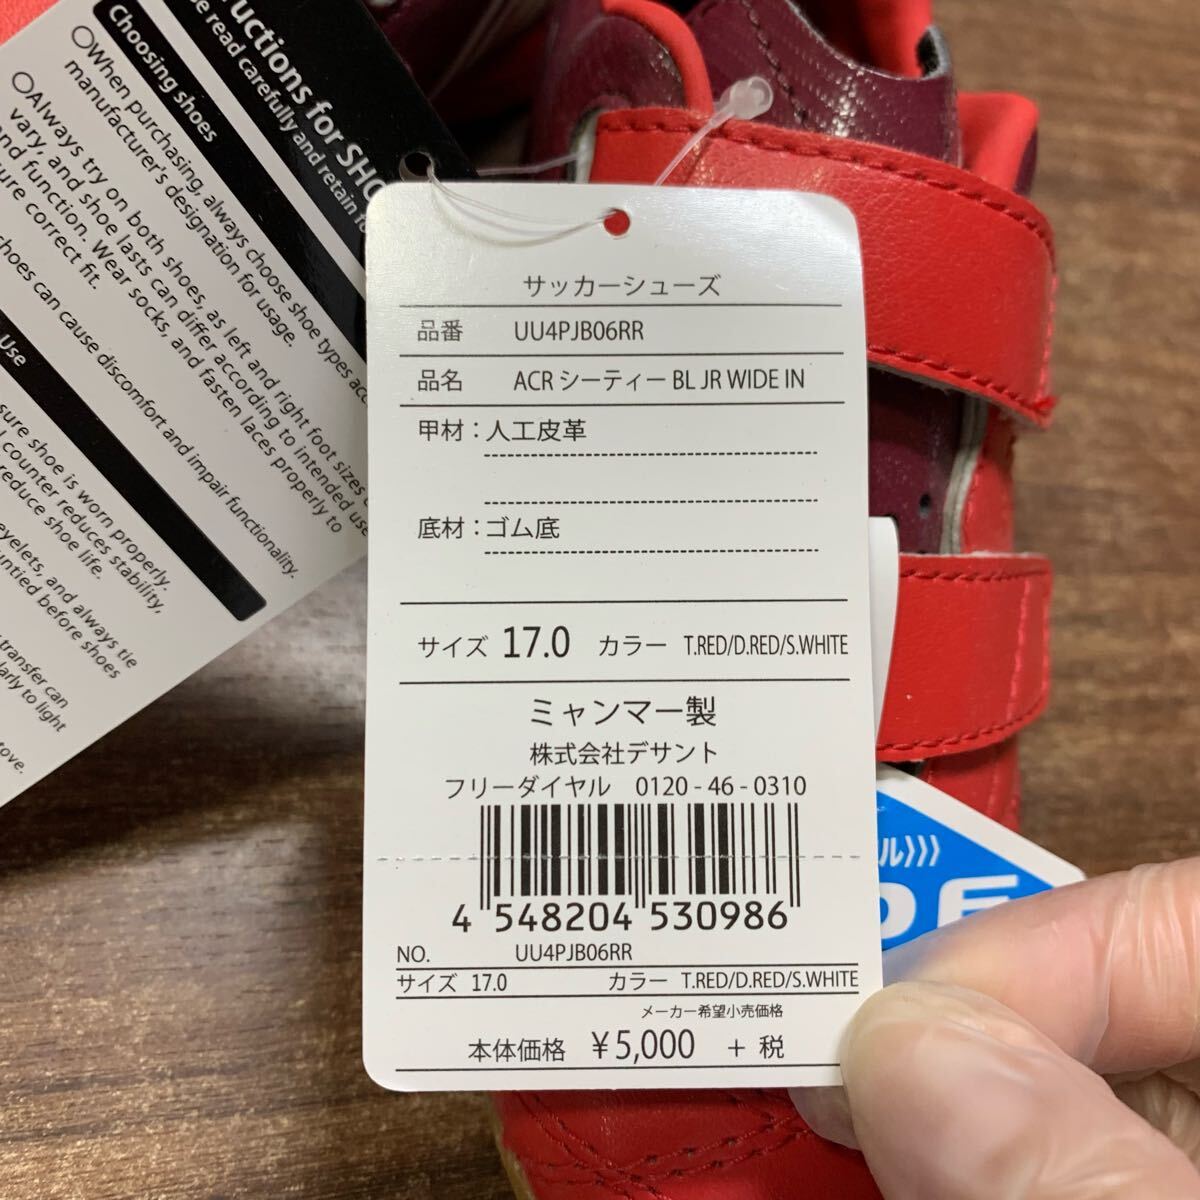 ructions for SHO
be read carefully and retain fo
Choosing shoes
○When purchasing, always choose shoe types acc
manufacturer's designation for usage.
○Always try on both shoes, as left and right foot sizes
vary, and shoe lasts can differ according to intended use
and function. Wear socks, and fasten laces properly to
ure correct fit.
shoes can cause discomfort and impair functionality.
Use
sure shoe is worn properly.
counter reduces stability,
reduce shoe life.
eyelets, and always tie
untied before shoes
transfer can
larly to light
tove.
サッカーシューズ
品番 UU4PJB06RR
品名 ACR シーティー BL JR WIDE IN
甲材：人工皮革
底材：ゴム底
サイズ 17.0 カラー T.RED/D.RED/S.WHITE
ミャンマー製
株式会社デサント
フリーダイヤル 0120 - 46 - 0310
4 548204 530986
NO. UU4PJB06RR
サイズ 17.0 カラー T.RED/D.RED/S.WHITE
メーカー希望小売価格
本体価格 ¥5,000 + 税
ル)))
DE